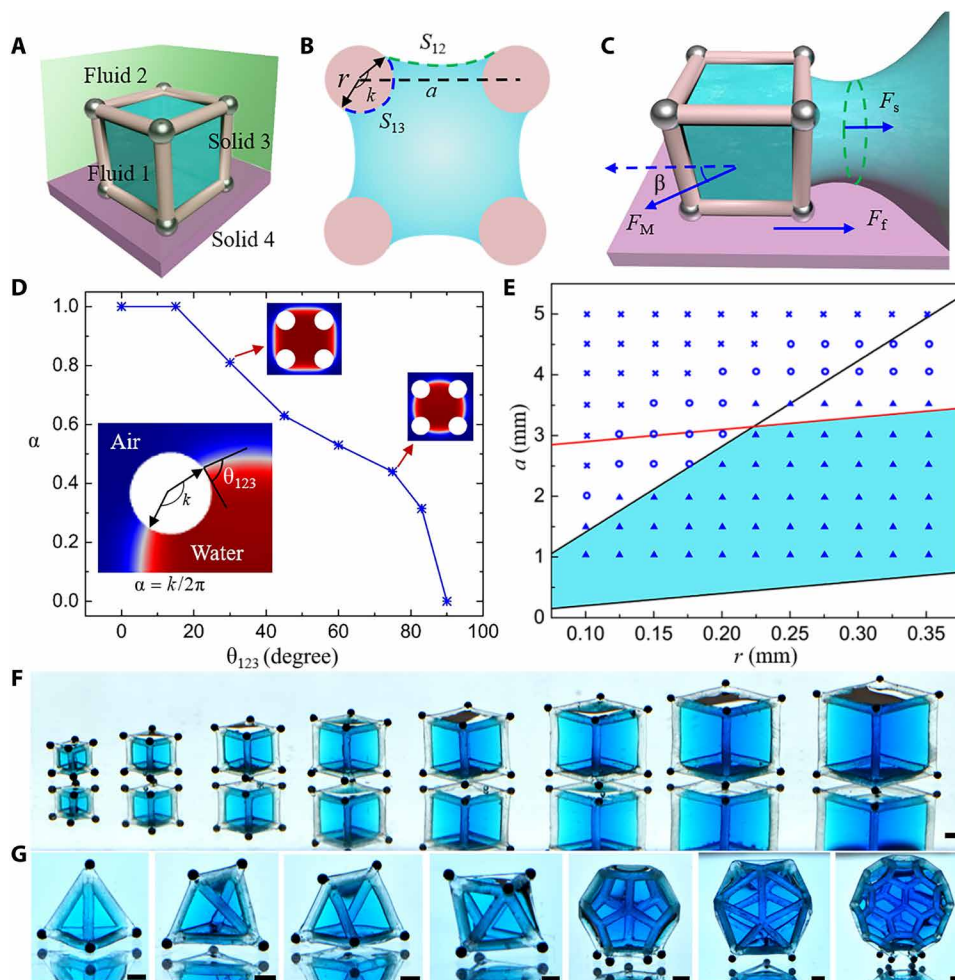 A
Fluid 2
Solid 3
Fluid 1
Solid 4
B
S12
r
k
a
S13
C
Fs
β
FM
Ff
D
1.0
0.8
0.6
α
0.4
0.2
0.0
Air
θ123
k
Water
α = k/2π
0 20 40 60 80 100
θ123 (degree)
E
5
4
3
a (mm)
2
1
0
0.10 0.15 0.20 0.25 0.30 0.35
r (mm)
F
G